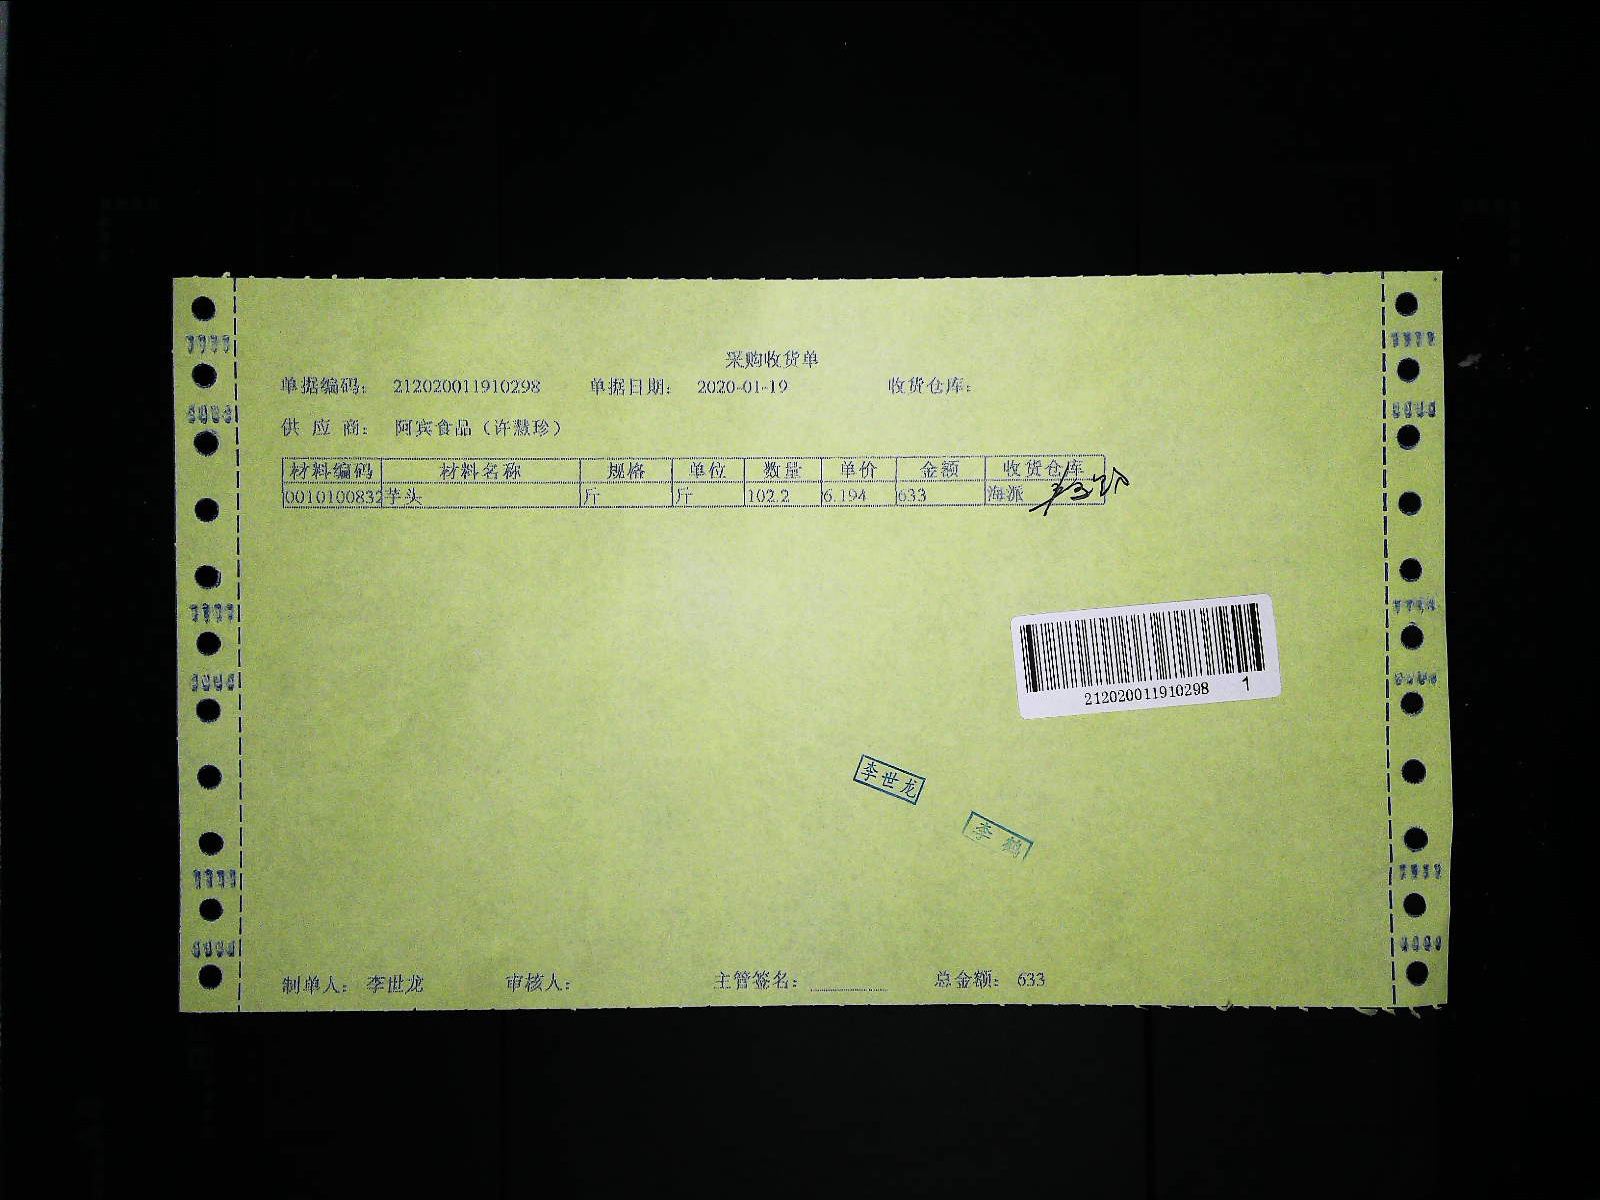 采购收货单
单据编码： 212020011910298 单据日期： 2020-01-19 收货仓库：
供 应 商： 阿宾食品（许慧珍）
材料编码 材料名称 规格 单位 数量 单价 金额 收货仓库
0010100832 芋头 斤 斤 102.2 6.194 633 海派
212020011910298 1
李世龙
李鹤
制单人： 李世龙 审核人： 主管签名： 总金额： 633